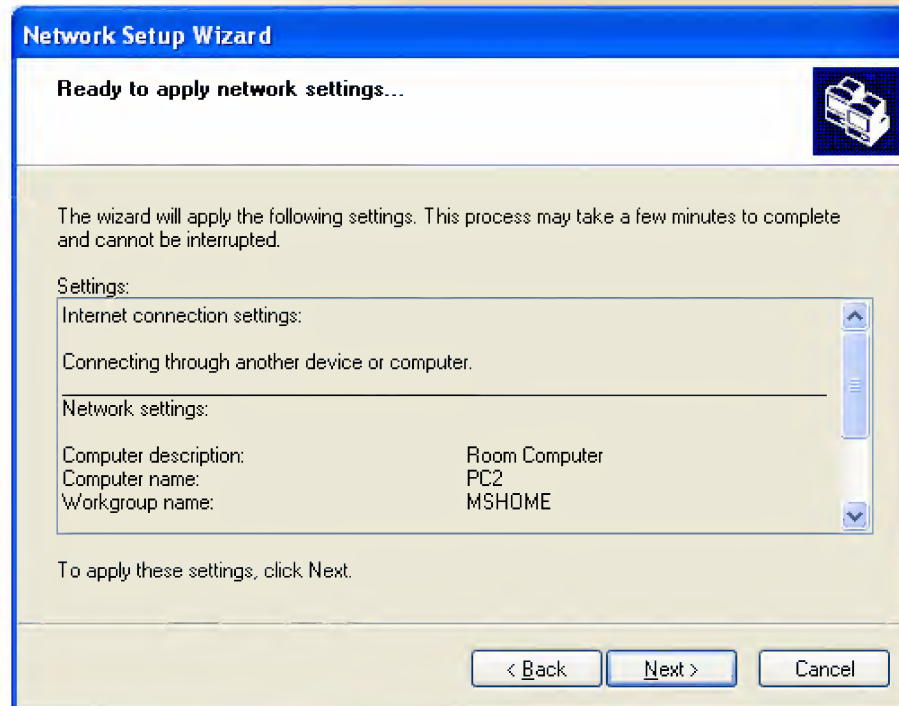 Network Setup Wizard
Ready to apply network settings...
The wizard will apply the following settings. This process may take a few minutes to complete
and cannot be interrupted.
Settings:
Internet connection settings:
Connecting through another device or computer.
Network settings:
Computer description: Room Computer
Computer name: PC2
Workgroup name: MSHOME
To apply these settings, click Next.
< Back Next > Cancel